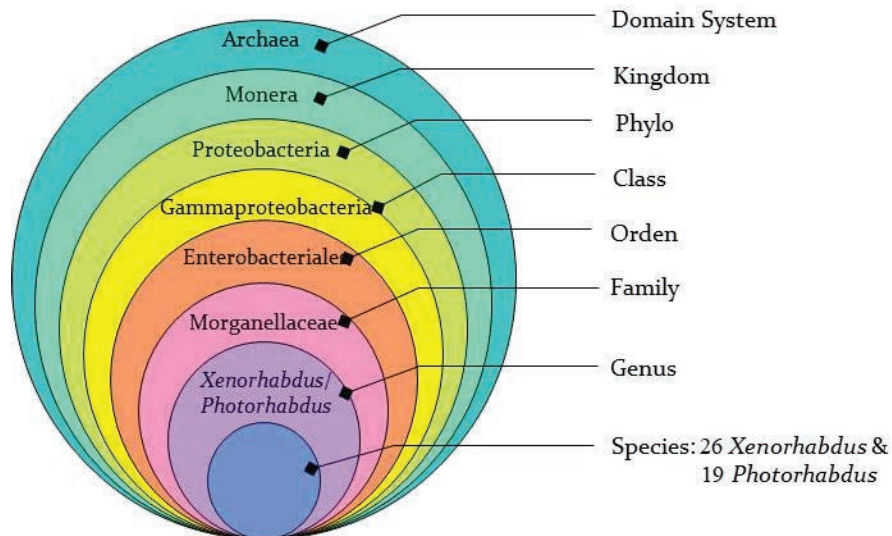 Archaea
Domain System
Monera
Kingdom
Proteobacteria
Phylo
Gammaproteobacteria
Class
Enterobacteriales
Orden
Morganellaceae
Family
Xenorhabdus/
Photorhabdus
Genus
Species: 26 Xenorhabdus &
19 Photorhabdus